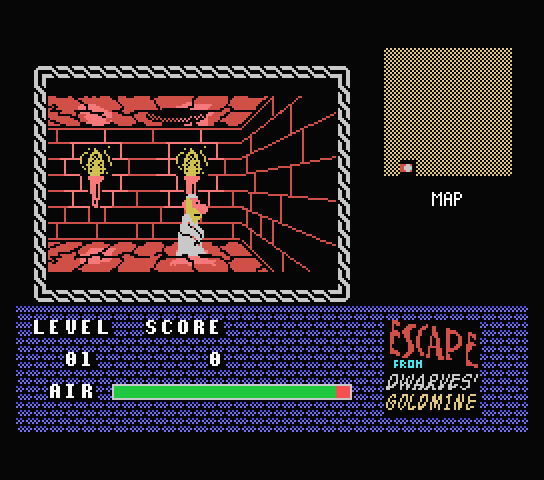 MAP
LEVEL SCORE
01 0
AIR
ESCAPE
FROM
DWARVES'
GOLDMINE